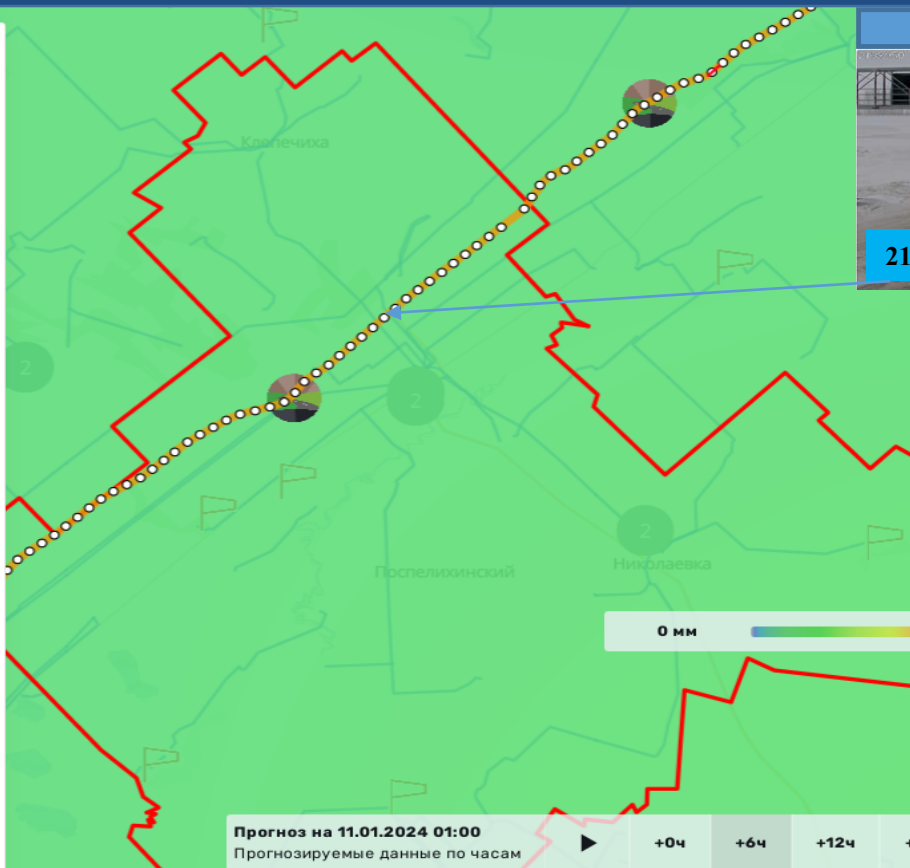 Клепечиха
21
2
2
2
Поспелихинский
Николаевка
0 мм
Прогноз на 11.01.2024 01:00
Прогнозируемые данные по часам
+0ч
+6ч
+12ч